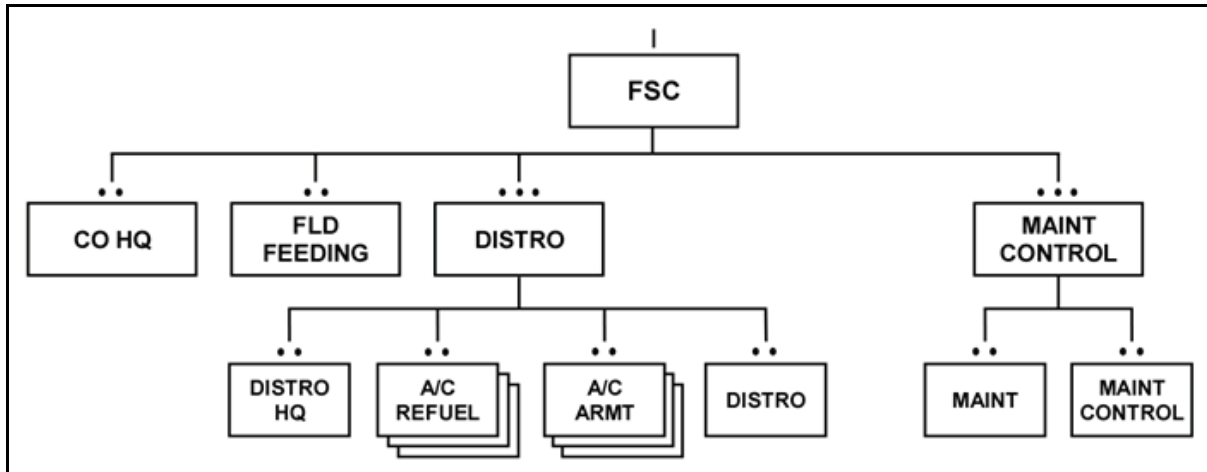 FSC
CO HQ
FLD
FEEDING
DISTRO
MAINT
CONTROL
DISTRO
HQ
A/C
REFUEL
A/C
ARMT
DISTRO
MAINT
MAINT
CONTROL